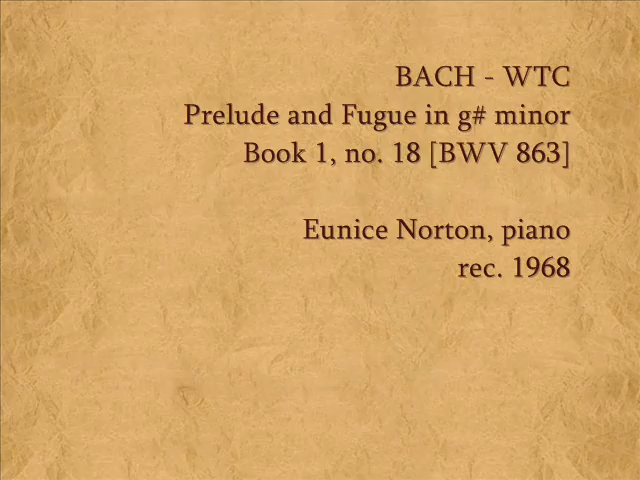 BACH - WTC
Prelude and Fugue in g# minor
Book 1, no. 18 [BWV 863]
Eunice Norton, piano
rec. 1968